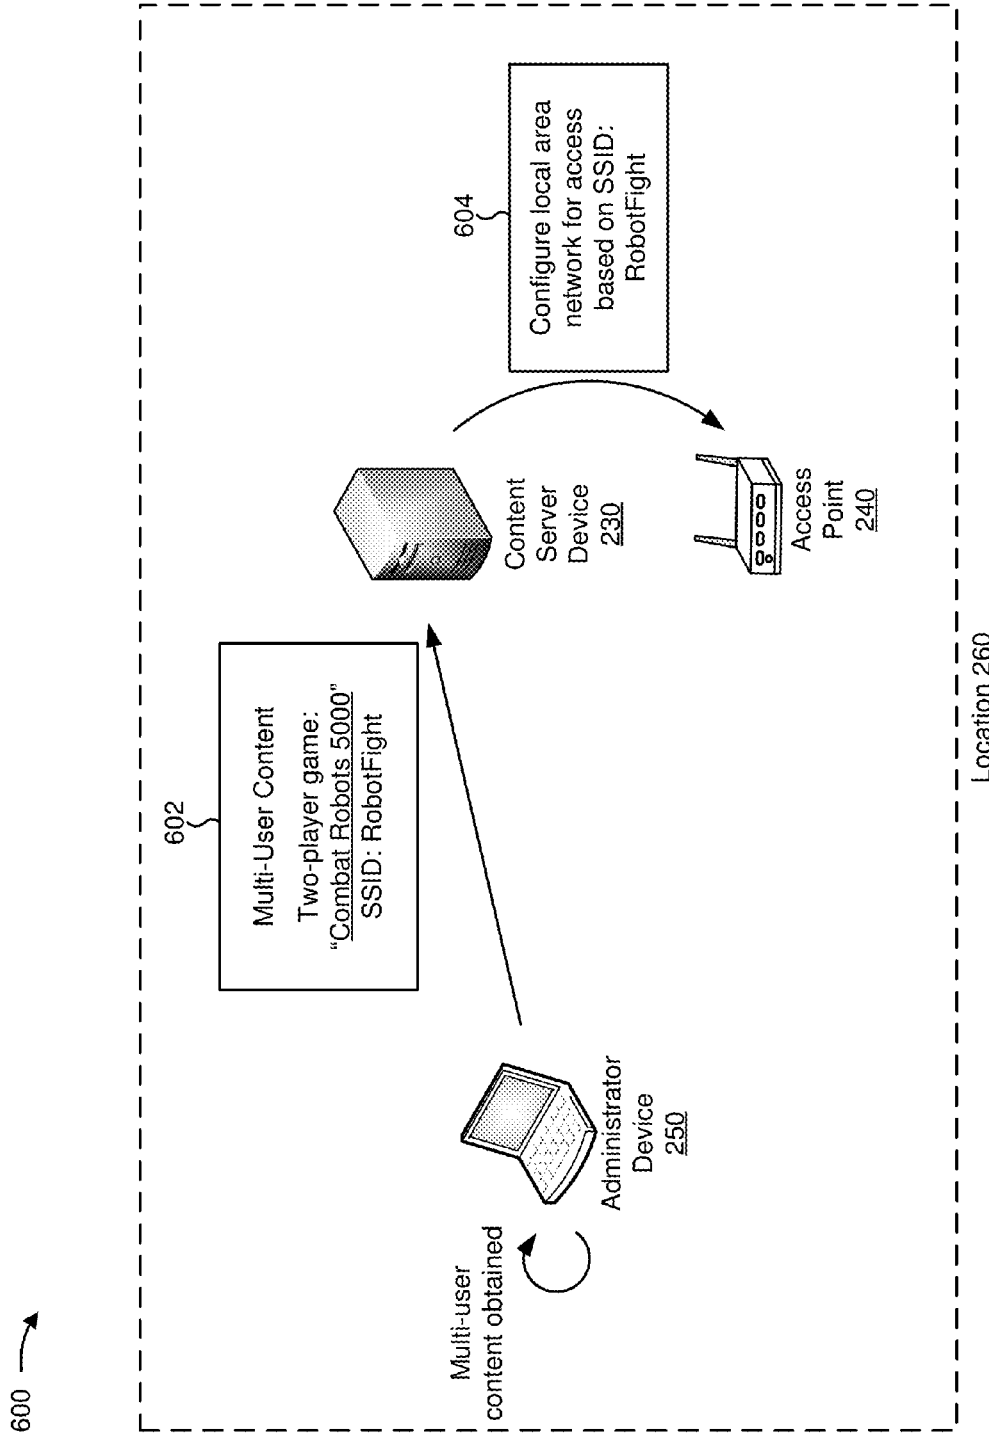 600
602
Multi-User Content
Two-player game:
“Combat Robots 5000”
SSID: RobotFight
604
Configure local area
network for access
based on SSID:
RobotFight
Multi-user
content obtained
Administrator
Device
250
Content
Server
Device
230
Access
Point
240
Location 260